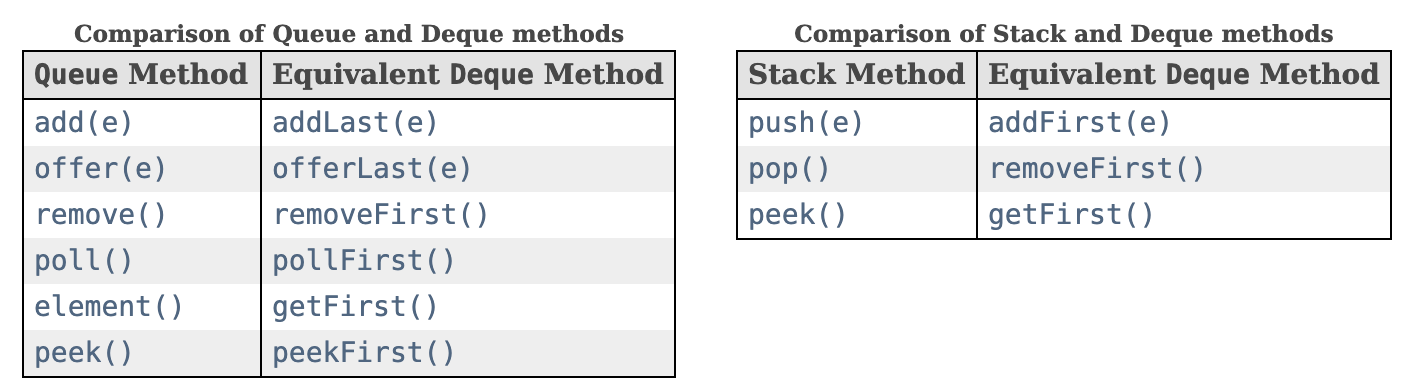 Comparison of Queue and Deque methods
Queue Method Equivalent Deque Method
add(e) addLast(e)
offer(e) offerLast(e)
remove() removeFirst()
poll() pollFirst()
element() getFirst()
peek() peekFirst()
Comparison of Stack and Deque methods
Stack Method Equivalent Deque Method
push(e) addFirst(e)
pop() removeFirst()
peek() getFirst()